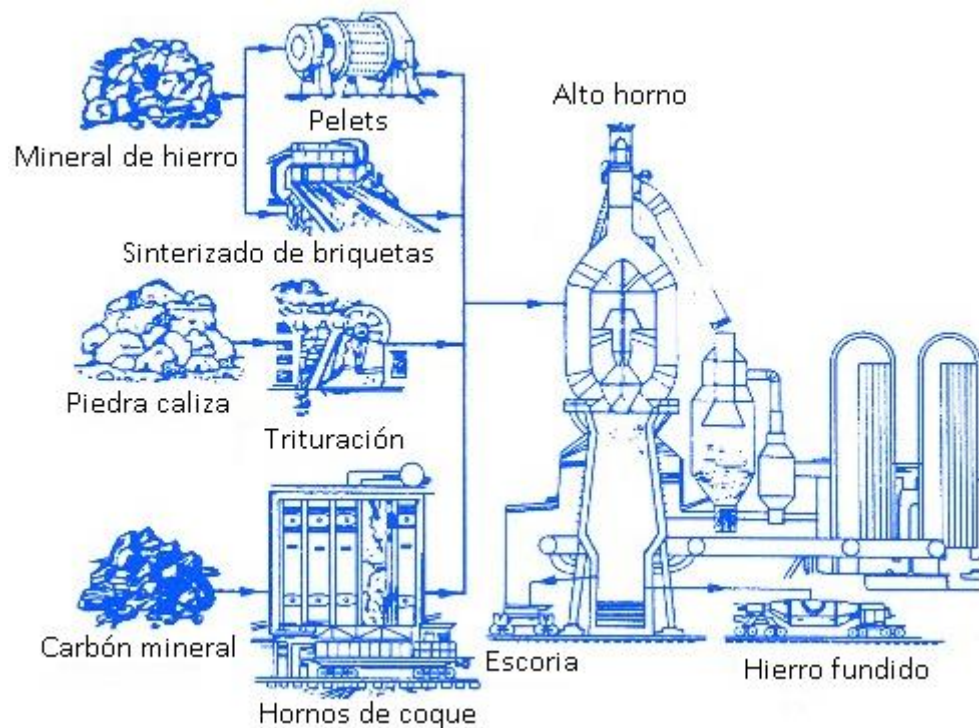 Alto horno
Pelets
Mineral de hierro
Sinterizado de briquetas
Piedra caliza
Trituración
Carbón mineral
Escoria
Hierro fundido
Hornos de coque